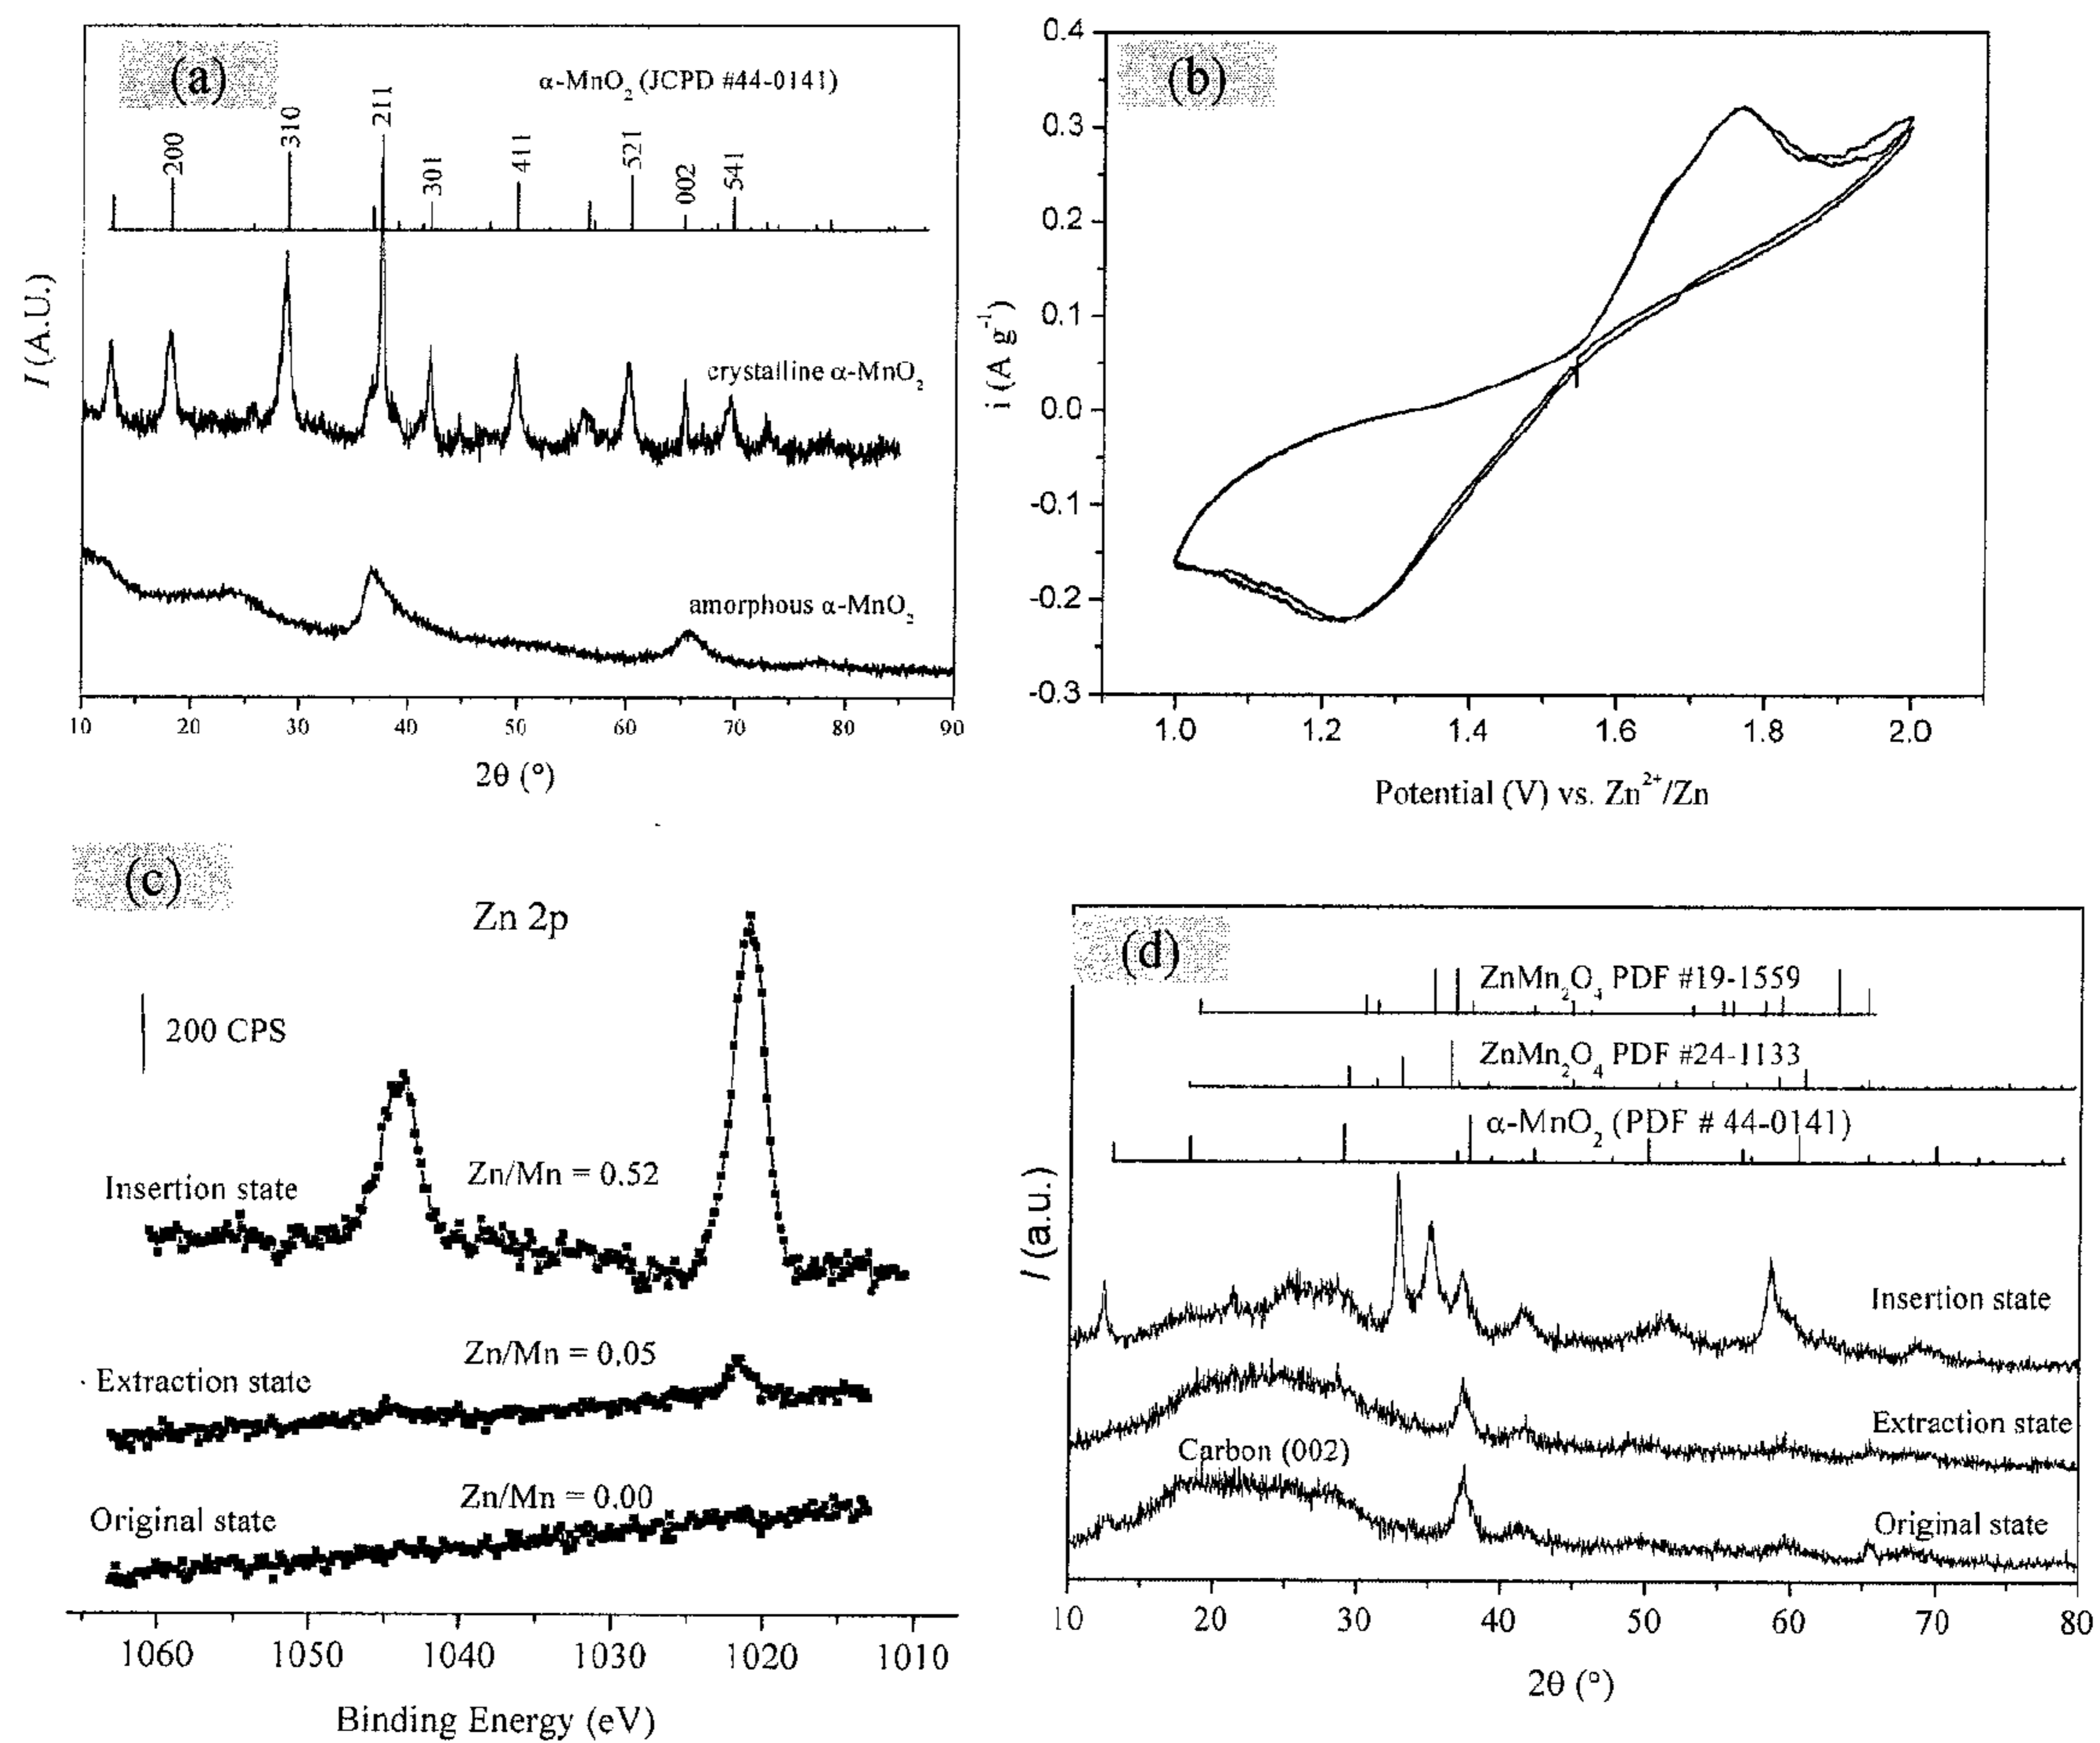 (a)
α-MnO₂ (JCPD #44-0141)
200
310
211
301
411
521
002
541
I (A.U.)
crystalline α-MnO₂
amorphous α-MnO₂
10 20 30 40 50 60 70 80 90
2θ (°)
(b)
0.4
0.3
0.2
0.1
0.0
-0.1
-0.2
-0.3
i (A g⁻¹)
1.0 1.2 1.4 1.6 1.8 2.0
Potential (V) vs. Zn²⁺/Zn
(c)
Zn 2p
200 CPS
Zn/Mn = 0.52
Insertion state
Zn/Mn = 0.05
Extraction state
Zn/Mn = 0.00
Original state
1060 1050 1040 1030 1020 1010
Binding Energy (eV)
(d)
ZnMn₂O₄ PDF #19-1559
ZnMn₂O₄ PDF #24-1133
α-MnO₂ (PDF # 44-0141)
I (a.u.)
Insertion state
Extraction state
Carbon (002)
Original state
10 20 30 40 50 60 70 80
2θ (°)